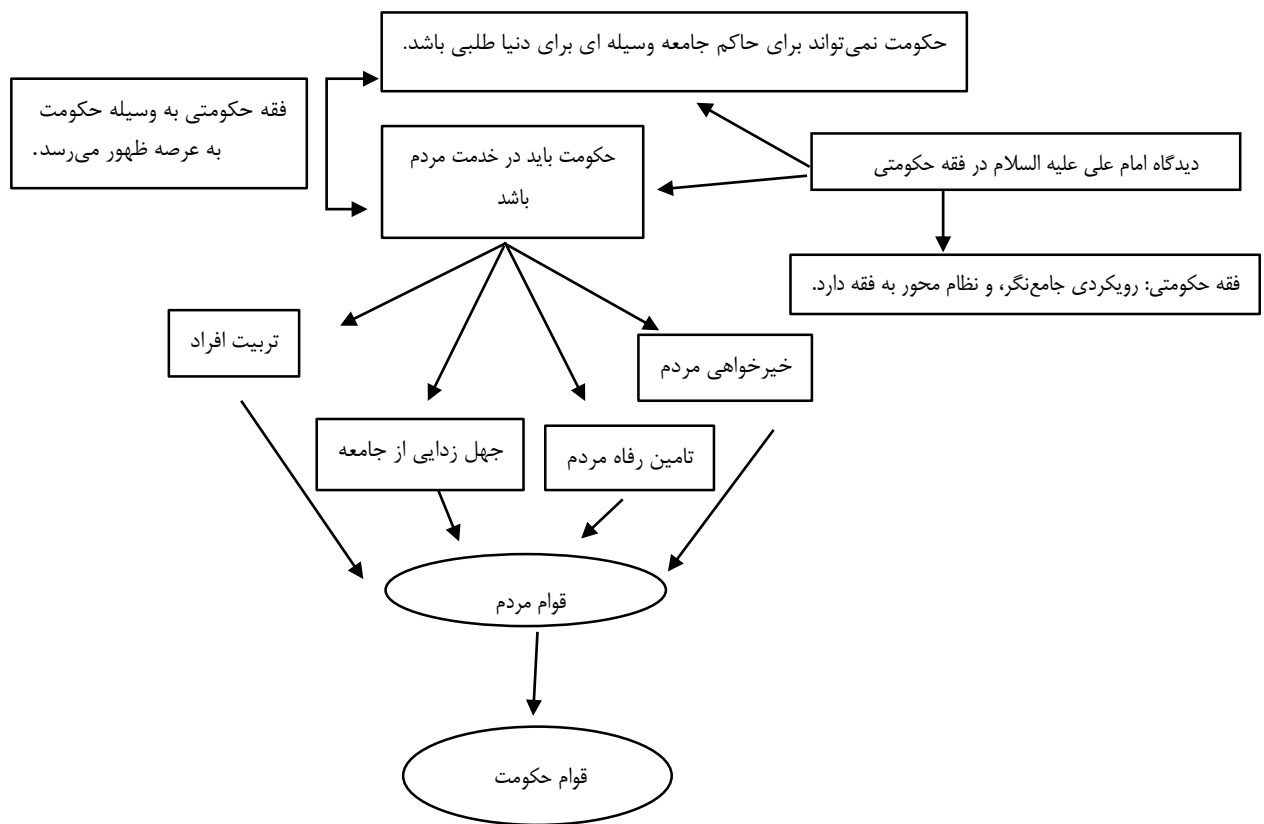 حکومت نمی‌تواند برای حاکم جامعه وسیله ای برای دنیا طلبی باشد.
فقه حکومتی به وسیله حکومت
به عرصه ظهور می‌رسد.
حکومت باید در خدمت مردم
باشد
دیدگاه امام علی علیه السلام در فقه حکومتی
فقه حکومتی: رویکردی جامع‌نگر، و نظام محور به فقه دارد.
خیرخواهی مردم
تربیت افراد
تامین رفاه مردم
جهل زدایی از جامعه
قوام مردم
قوام حکومت